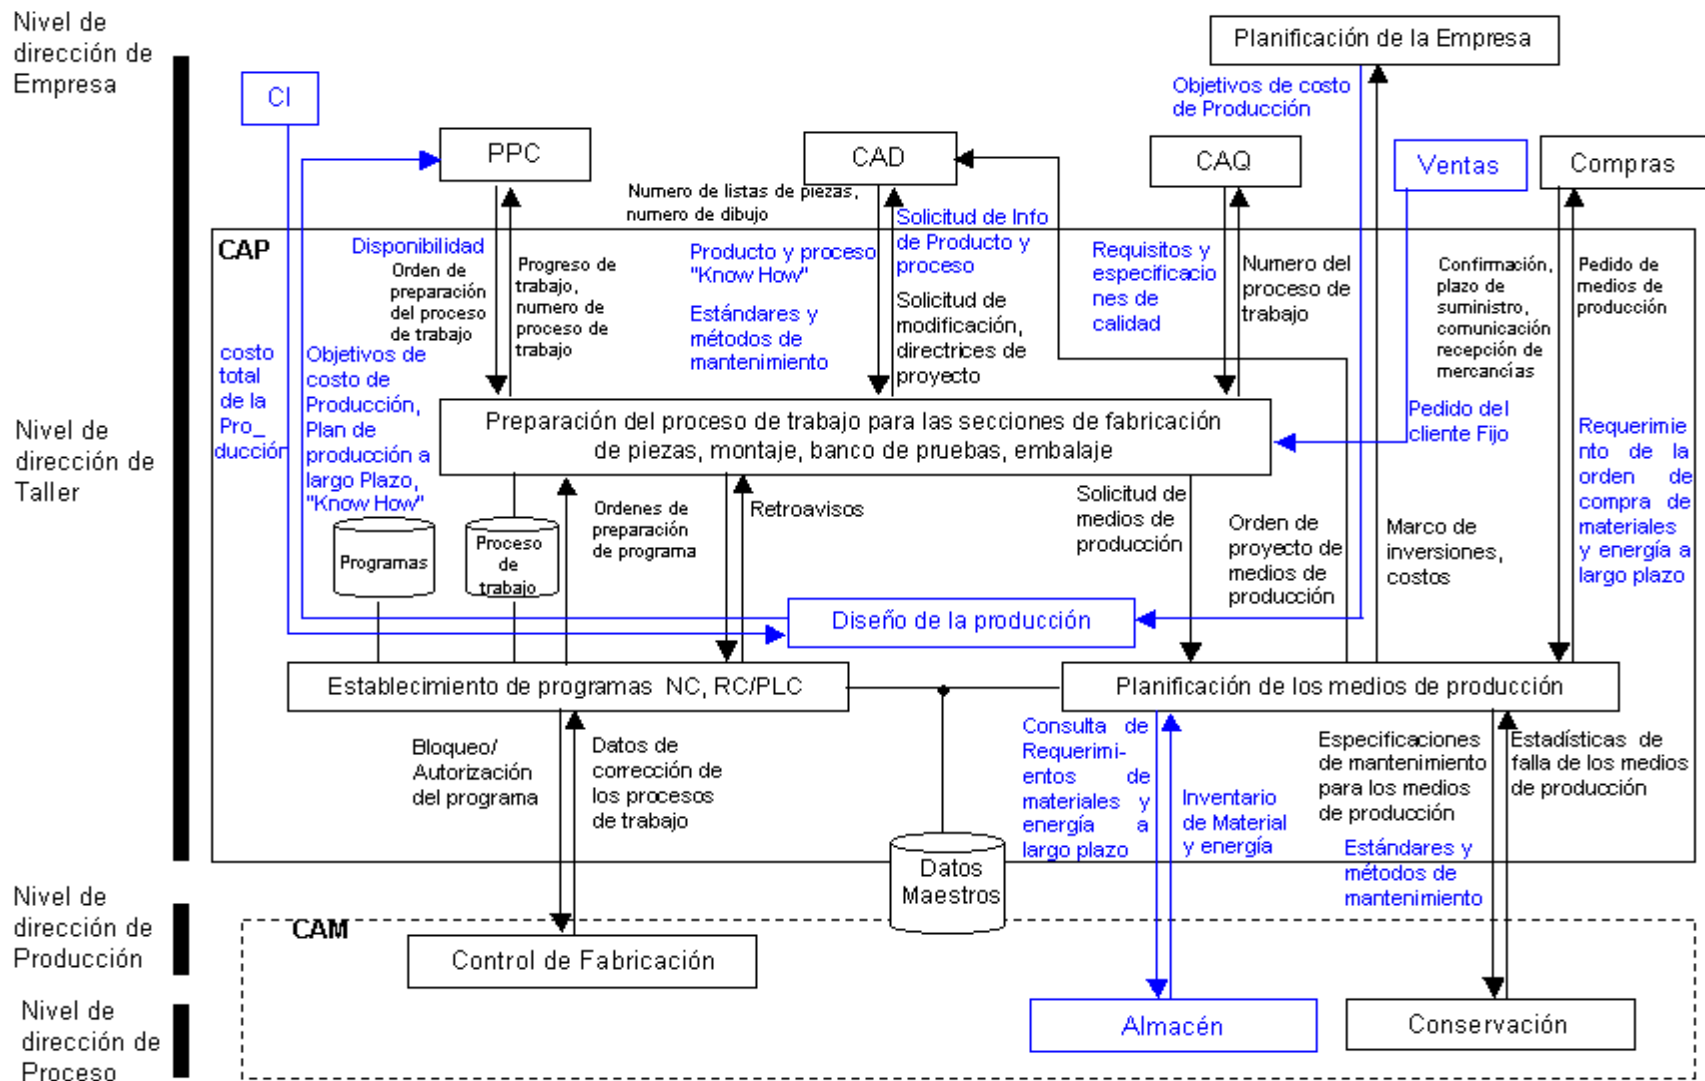 Nivel de
dirección de
Empresa
Planificación de la Empresa
CI
Objetivos de costo
de Producción
PPC
CAD
CAQ
Ventas
Compras
Numero de listas de piezas,
numero de dibujo
CAP
Disponibilidad
Orden de
preparación
del proceso
de trabajo
Progreso de
trabajo,
numero de
proceso de
trabajo
Producto y proceso
"Know How"
Estándares y
métodos de
mantenimiento
Solicitud de Info
de Producto y
proceso
Solicitud de
modificación,
directrices de
proyecto
Requisitos y
especificacio
nes de
calidad
Numero del
proceso de
trabajo
Confirmación,
plazo de
suministro,
comunicación
recepción de
mercancías
Pedido de
medios de
producción
costo
total
de la
Pro_
ducción
Objetivos de
costo de
Producción,
Plan de
producción a
largo Plazo,
"Know How"
Nivel de
dirección de
Taller
Preparación del proceso de trabajo para las secciones de fabricación
de piezas, montaje, banco de pruebas, embalaje
Pedido del
cliente Fijo
Requerimie
nto de la
orden de
compra de
materiales
y energía a
largo plazo
Programas
Proceso
de
trabajo
Ordenes de
preparación
de programa
Retroavisos
Solicitud de
medios de
producción
Orden de
proyecto de
medios de
producción
Marco de
inversiones,
costos
Diseño de la producción
Establecimiento de programas NC, RC/PLC
Planificación de los medios de producción
Bloqueo/
Autorización
del programa
Datos de
corrección de
los procesos
de trabajo
Consulta de
Requerimi-
entos de
materiales y
energía a
largo plazo
Inventario
de Material
y energía
Especificaciones
de mantenimiento
para los medios
de producción
Estadísticas de
falla de los medios
de producción
Estándares y
métodos de
mantenimiento
Datos
Maestros
Nivel de
dirección de
Producción
CAM
Control de Fabricación
Nivel de
dirección de
Proceso
Almacén
Conservación